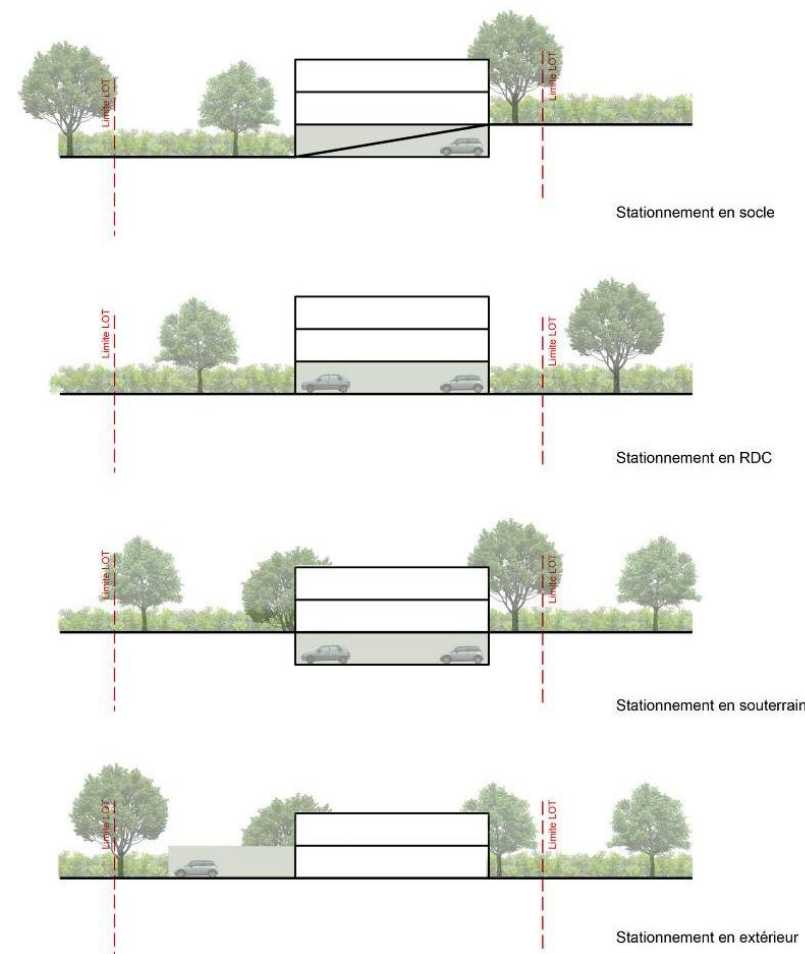 Limite LOT
Limite LOT
Stationnement en socle
Limite LOT
Limite LOT
Stationnement en RDC
Limite LOT
Limite LOT
Stationnement en souterrain
Limite LOT
Limite LOT
Stationnement en extérieur